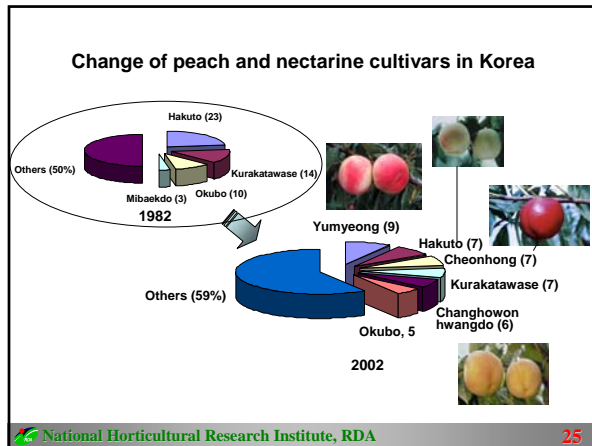 Change of peach and nectarine cultivars in Korea
Hakuto (23)
Others (50%)
Kurakatawase (14)
Okubo (10)
Mibaekdo (3)
1982
Yumyeong (9)
Hakuto (7)
Cheonhong (7)
Kurakatawase (7)
Changhowon
hwangdo (6)
Others (59%)
Okubo, 5
2002
National Horticultural Research Institute, RDA
25